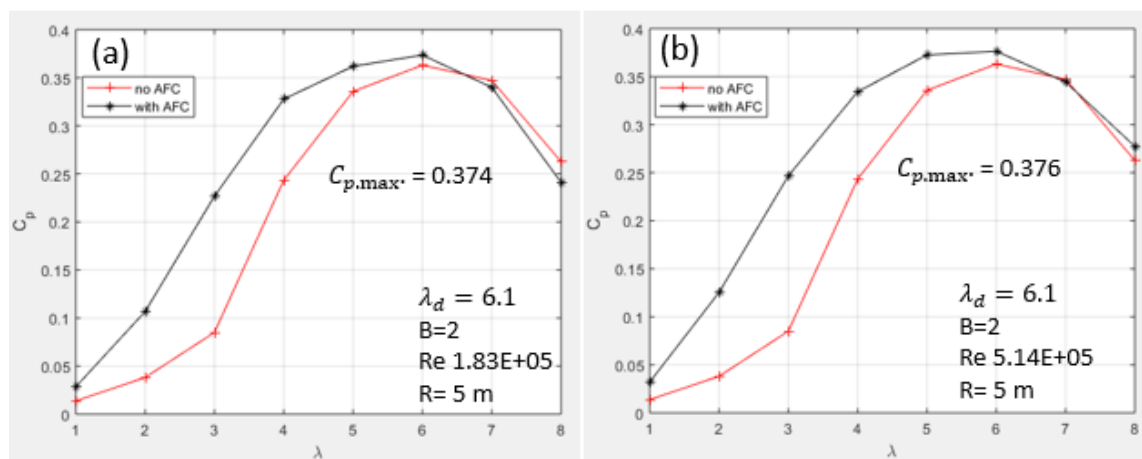 (a)
no AFC
with AFC
C_p.max. = 0.374
λ_d = 6.1
B=2
Re 1.83E+05
R= 5 m
C_p
0.4
0.35
0.3
0.25
0.2
0.15
0.1
0.05
0
1 2 3 4 5 6 7 8
λ
(b)
no AFC
with AFC
C_p.max. = 0.376
λ_d = 6.1
B=2
Re 5.14E+05
R= 5 m
C_p
0.4
0.35
0.3
0.25
0.2
0.15
0.1
0.05
0
1 2 3 4 5 6 7 8
λ